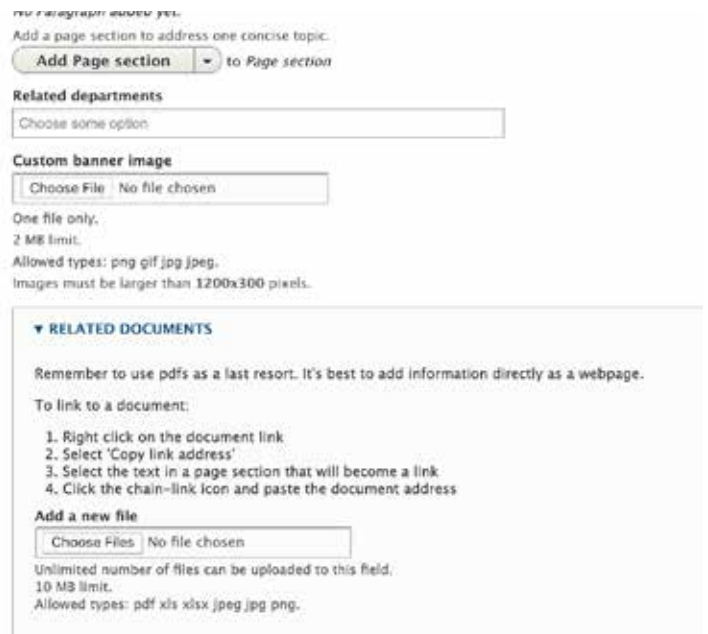 No Paragraph added yet.
Add a page section to address one concise topic.
Add Page section to Page section
Related departments
Choose some option
Custom banner image
Choose File No file chosen
One file only.
2 MB limit.
Allowed types: png gif jpg jpeg.
Images must be larger than 1200x300 pixels.
▼ RELATED DOCUMENTS
Remember to use pdfs as a last resort. It's best to add information directly as a webpage.
To link to a document:
1. Right click on the document link
2. Select 'Copy link address'
3. Select the text in a page section that will become a link
4. Click the chain-link icon and paste the document address
Add a new file
Choose Files No file chosen
Unlimited number of files can be uploaded to this field.
10 MB limit.
Allowed types: pdf xls xlsx jpeg jpg png.